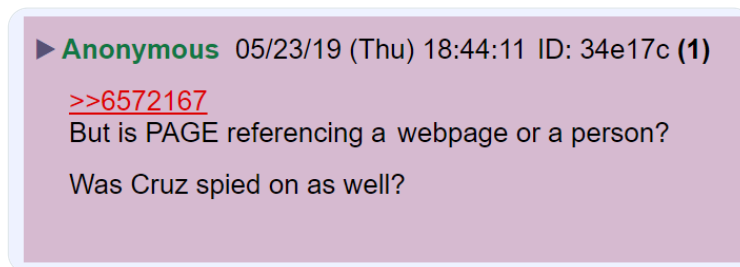 ▶ Anonymous 05/23/19 (Thu) 18:44:11 ID: 34e17c (1)
>>6572167
But is PAGE referencing a webpage or a person?
Was Cruz spied on as well?